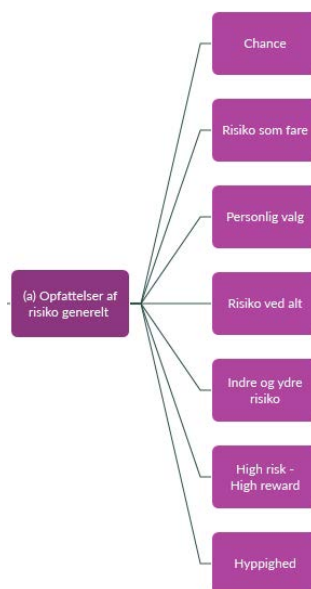 Chance
Risiko som fare
Personlig valg
(a) Opfattelser af
risiko generelt
Risiko ved alt
Indre og ydre
risiko
High risk -
High reward
Hyppighed